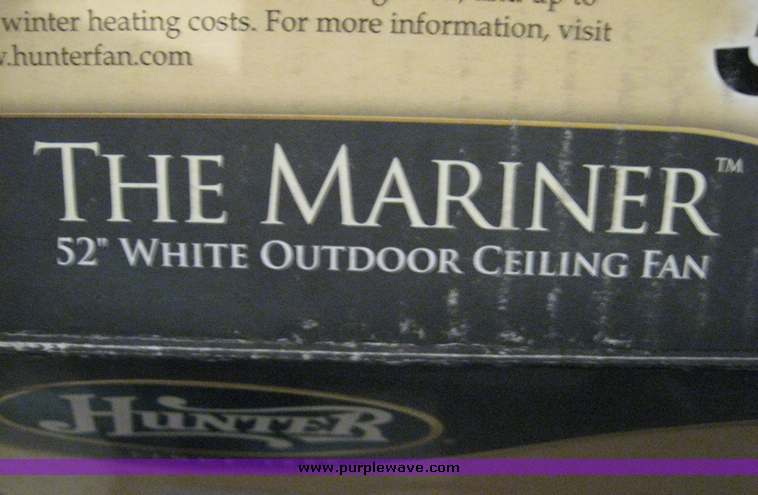 winter heating costs. For more information, visit
.hunterfan.com
THE MARINER™
52" WHITE OUTDOOR CEILING FAN
HUNTER
www.purplewave.com